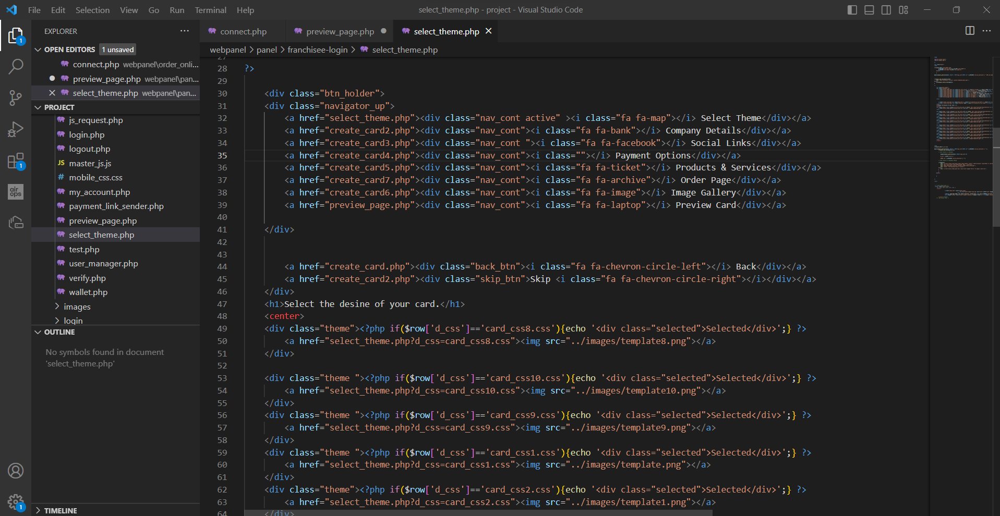 File Edit Selection View Go Run Terminal Help
select_theme.php - project - Visual Studio Code
EXPLORER
OPEN EDITORS 1 unsaved
connect.php webpanel\order_onli...
preview_page.php webpanel\pan...
select_theme.php webpanel\pan...
PROJECT
js_request.php
login.php
logout.php
JS master_js.js
# mobile_css.css
my_account.php
payment_link_sender.php
preview_page.php
select_theme.php
test.php
user_manager.php
verify.php
wallet.php
images
login
OUTLINE
No symbols found in document
'select_theme.php'
TIMELINE
1
1
air
ops
1
connect.php preview_page.php select_theme.php
webpanel > panel > franchisee-login > select_theme.php
27
28 ?>
29
30 <div class="btn_holder">
31 <div class="navigator_up">
32 <a href="select_theme.php"><div class="nav_cont active" ><i class="fa fa-map"></i> Select Theme</div></a>
33 <a href="create_card2.php"><div class="nav_cont"><i class="fa fa-bank"></i> Company Details</div></a>
34 <a href="create_card3.php"><div class="nav_cont "><i class="fa fa-facebook"></i> Social Links</div></a>
35 <a href="create_card4.php"><div class="nav_cont"><i class=""></i> Payment Options</div></a>
36 <a href="create_card5.php"><div class="nav_cont"><i class="fa fa-ticket"></i> Products & Services</div></a>
37 <a href="create_card7.php"><div class="nav_cont"><i class="fa fa-archive"></i> Order Page</div></a>
38 <a href="create_card6.php"><div class="nav_cont"><i class="fa fa-image"></i> Image Gallery</div></a>
39 <a href="preview_page.php"><div class="nav_cont"><i class="fa fa-laptop"></i> Preview Card</div></a>
40
41 </div>
42
43
44 <a href="create_card.php"><div class="back_btn"><i class="fa fa-chevron-circle-left"></i> Back</div></a>
45 <a href="create_card2.php"><div class="skip_btn">Skip <i class="fa fa-chevron-circle-right"></i></div></a>
46 </div>
47 <h1>Select the desine of your card.</h1>
48 <center>
49 <div class="theme"><?php if($row['d_css']=='card_css8.css'){echo '<div class="selected">Selected</div>';} ?>
50 <a href="select_theme.php?d_css=card_css8.css"><img src="../images/template8.png"></a>
51 </div>
52
53 <div class="theme "><?php if($row['d_css']=='card_css10.css'){echo '<div class="selected">Selected</div>';} ?>
54 <a href="select_theme.php?d_css=card_css10.css"><img src="../images/template10.png"></a>
55 </div>
56 <div class="theme "><?php if($row['d_css']=='card_css9.css'){echo '<div class="selected">Selected</div>';} ?>
57 <a href="select_theme.php?d_css=card_css9.css"><img src="../images/template9.png"></a>
58 </div>
59 <div class="theme "><?php if($row['d_css']=='card_css1.css'){echo '<div class="selected">Selected</div>';} ?>
60 <a href="select_theme.php?d_css=card_css1.css"><img src="../images/template.png"></a>
61 </div>
62 <div class="theme"><?php if($row['d_css']=='card_css2.css'){echo '<div class="selected">Selected</div>';} ?>
63 <a href="select_theme.php?d_css=card_css2.css"><img src="../images/template1.png"></a>
64 </div>